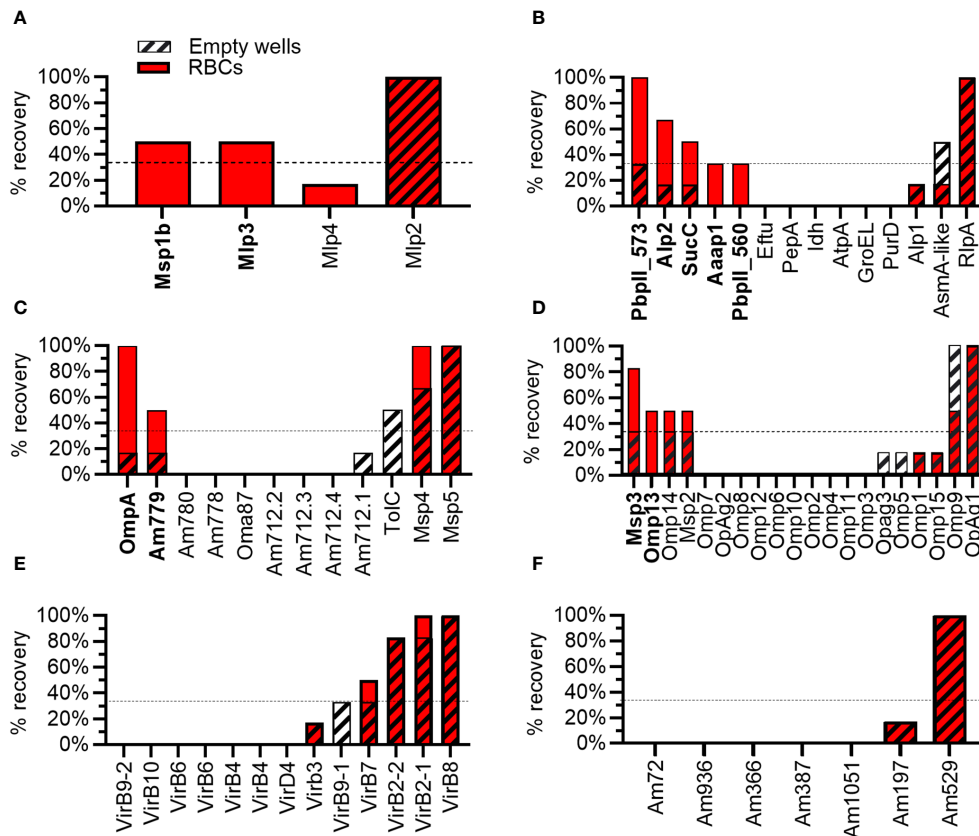 A
Empty wells
RBCs
% recovery
100%
80%
60%
40%
20%
0%
Msp1b
Mlp3
Mlp4
Mlp2
B
% recovery
100%
80%
60%
40%
20%
0%
PbpII_573
Alp2
SucC
Aaap1
PbpII_560
Eftu
PepA
Idh
AtpA
GroEL
PurD
Alp1
AsmA-like
RlpA
C
% recovery
100%
80%
60%
40%
20%
0%
OmpA
Am779
Am780
Am778
Oma87
Am712.2
Am712.3
Am712.4
Am712.1
TolC
Msp4
Msp5
D
% recovery
100%
80%
60%
40%
20%
0%
Msp3
Omp13
Omp14
Msp2
Omp7
OpAg2
Omp8
Omp12
Omp6
Omp10
Omp2
Omp4
Omp11
Omp3
Opag3
Omp5
Omp1
Omp15
Omp9
OpAg1
E
% recovery
100%
80%
60%
40%
20%
0%
VirB9-2
VirB10
VirB6
VirB6
VirB4
VirB4
VirD4
Virb3
VirB9-1
VirB7
VirB2-2
VirB2-1
VirB8
F
% recovery
100%
80%
60%
40%
20%
0%
Am72
Am936
Am366
Am387
Am1051
Am197
Am529